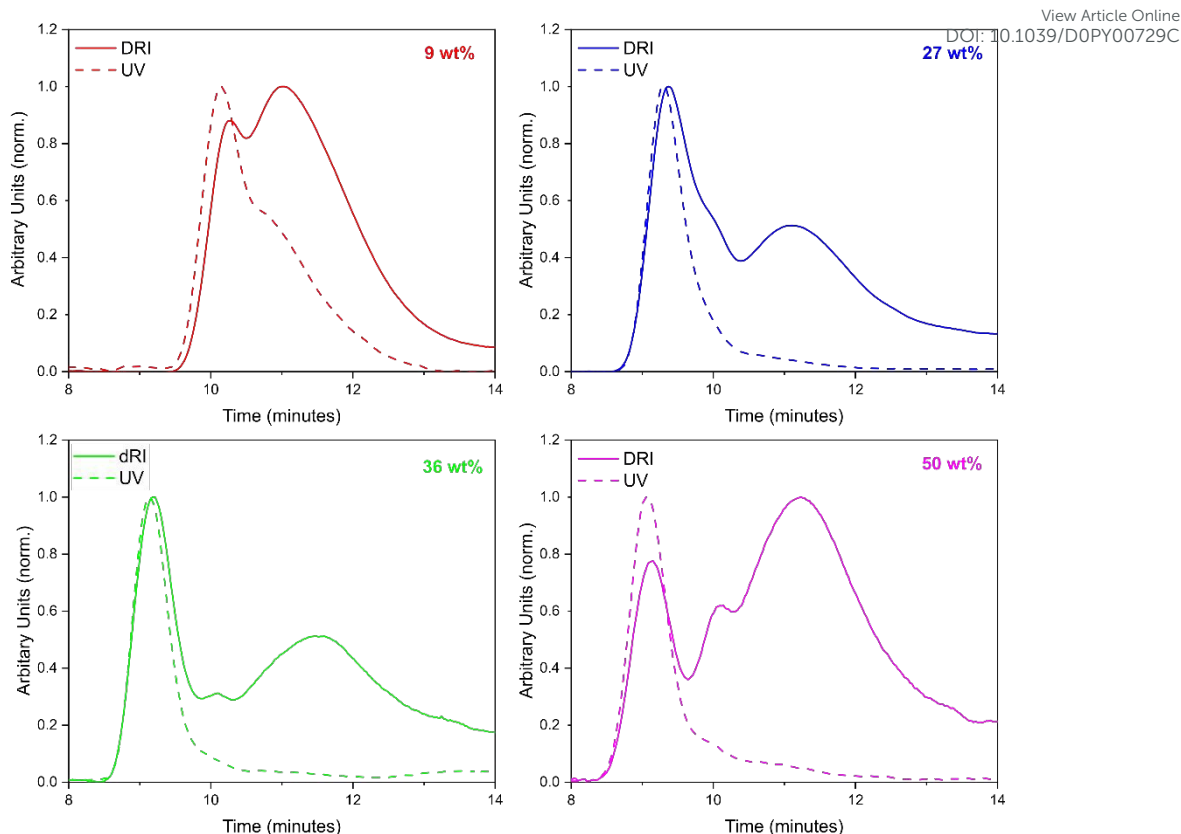 View Article Online
DOI: 10.1039/D0PY00729C
1.2
DRI
UV
9 wt%
1.0
0.8
0.6
0.4
0.2
0.0
Arbitrary Units (norm.)
8
10
12
14
Time (minutes)
1.2
DRI
UV
27 wt%
1.0
0.8
0.6
0.4
0.2
0.0
Arbitrary Units (norm.)
8
10
12
14
Time (minutes)
1.2
dRI
UV
36 wt%
1.0
0.8
0.6
0.4
0.2
0.0
Arbitary Units (norm.)
8
10
12
14
Time (minutes)
1.2
DRI
UV
50 wt%
1.0
0.8
0.6
0.4
0.2
0.0
Arbitrary Units (norm.)
8
10
12
14
Time (minutes)